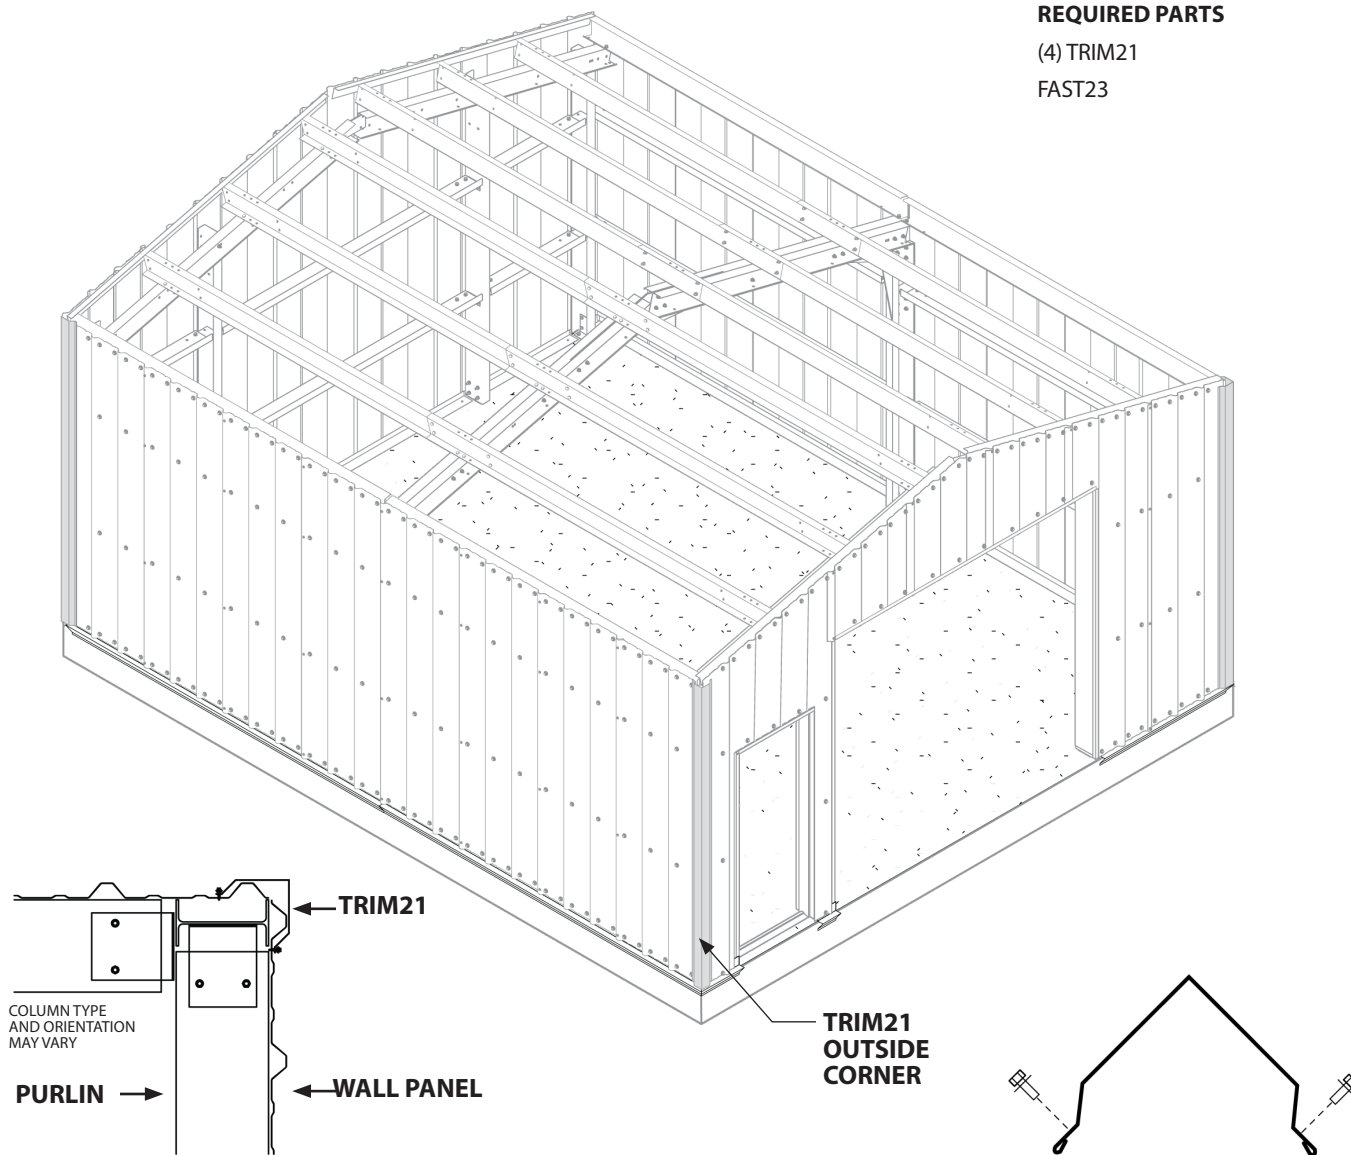 REQUIRED PARTS
(4) TRIM21
FAST23
TRIM21
COLUMN TYPE
AND ORIENTATION
MAY VARY
PURLIN
WALL PANEL
TRIM21
OUTSIDE
CORNER